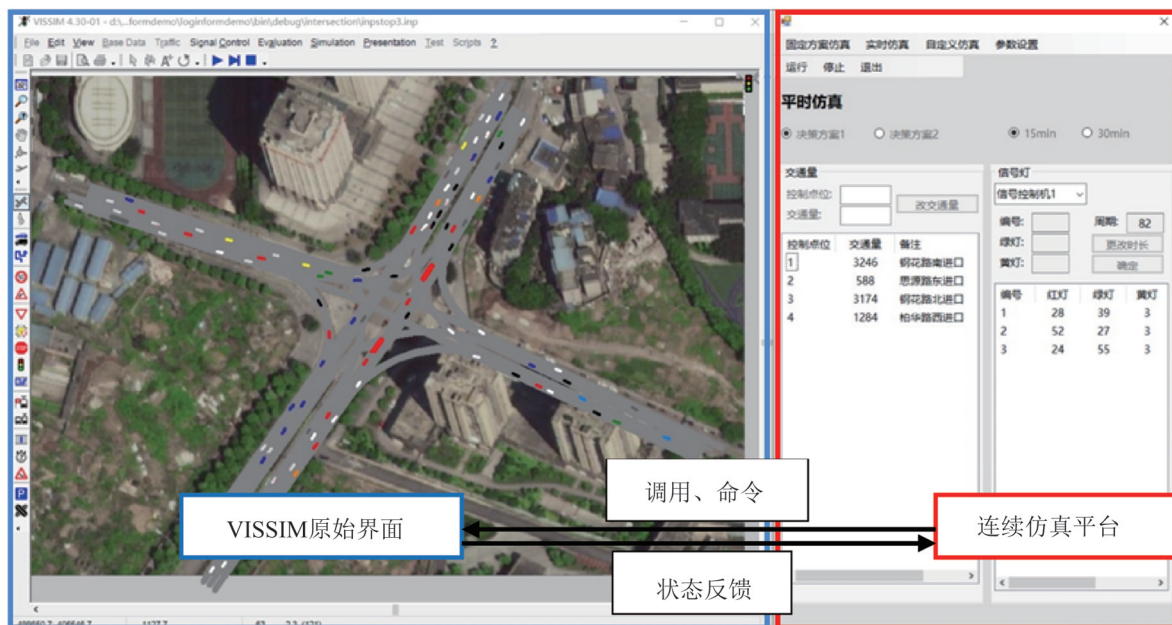 VISSIM 4.30-01 - d:\...formdemo\loginformdemo\bin\debug\intersection\inpstop3.inp
File Edit View Base Data Traffic Signal Control Evaluation Simulation Presentation Test Scripts ?
固定方案仿真 实时仿真 自定义仿真 参数设置
运行 停止 退出
平时仿真
决策方案1 决策方案2 15min 30min
交通量
控制点位:
交通量:
改交通量
控制点位 交通量 备注
1 3246 钢花路南进口
2 588 思源路东进口
3 3174 钢花路北进口
4 1284 柏华路西进口
信号灯
信号控制机1
编号: 周期: 82
绿灯: 更改时长
黄灯: 确定
编号 红灯 绿灯 黄灯
1 28 39 3
2 52 27 3
3 24 55 3
调用、命令
VISSIM原始界面
连续仿真平台
状态反馈